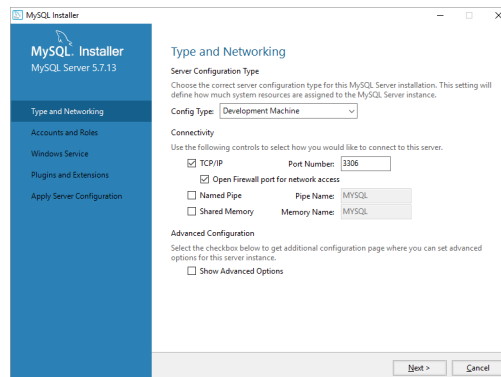 MySQL Installer
MySQL. Installer
MySQL Server 5.7.13
Type and Networking
Accounts and Roles
Windows Service
Plugins and Extensions
Apply Server Configuration
Type and Networking
Server Configuration Type
Choose the correct server configuration type for this MySQL Server installation. This setting will
define how much system resources are assigned to the MySQL Server instance.
Config Type: Development Machine
Connectivity
Use the following controls to select how you would like to connect to this server.
TCP/IP Port Number: 3306
Open Firewall port for network access
Named Pipe Pipe Name: MYSQL
Shared Memory Memory Name: MYSQL
Advanced Configuration
Select the checkbox below to get additional configuration page where you can set advanced
options for this server instance.
Show Advanced Options
Next > Cancel